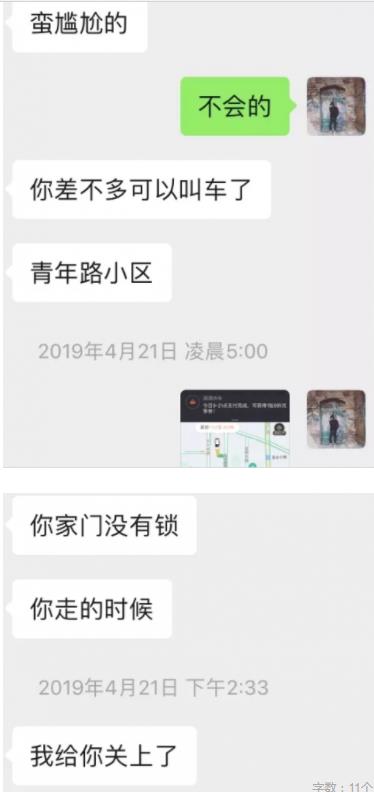 蛮尴尬的
不会的
你差不多可以叫车了
青年路小区
2019年4月21日 凌晨5:00
你家门没有锁
你走的时候
2019年4月21日 下午2:33
我给你关上了
字数：11个